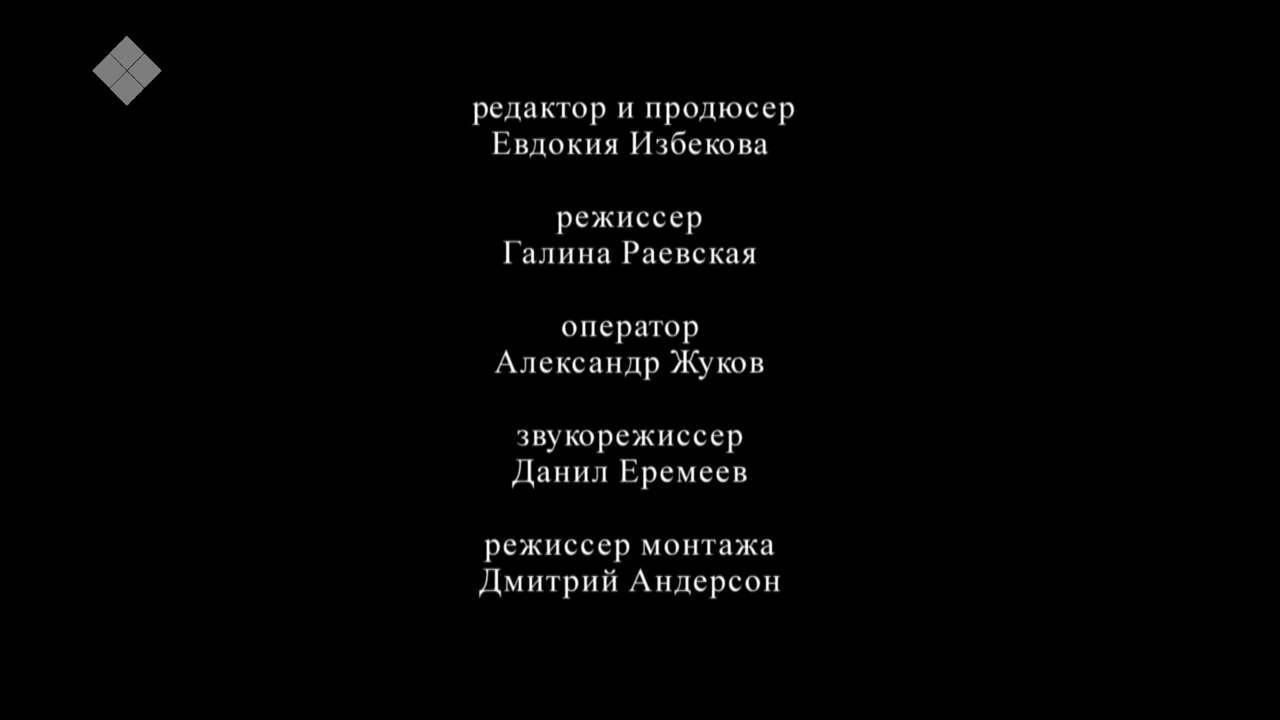 редактор и продюсер
Евдокия Избекова
режиссер
Галина Раевская
оператор
Александр Жуков
звукорежиссер
Данил Еремеев
режиссер монтажа
Дмитрий Андерсон